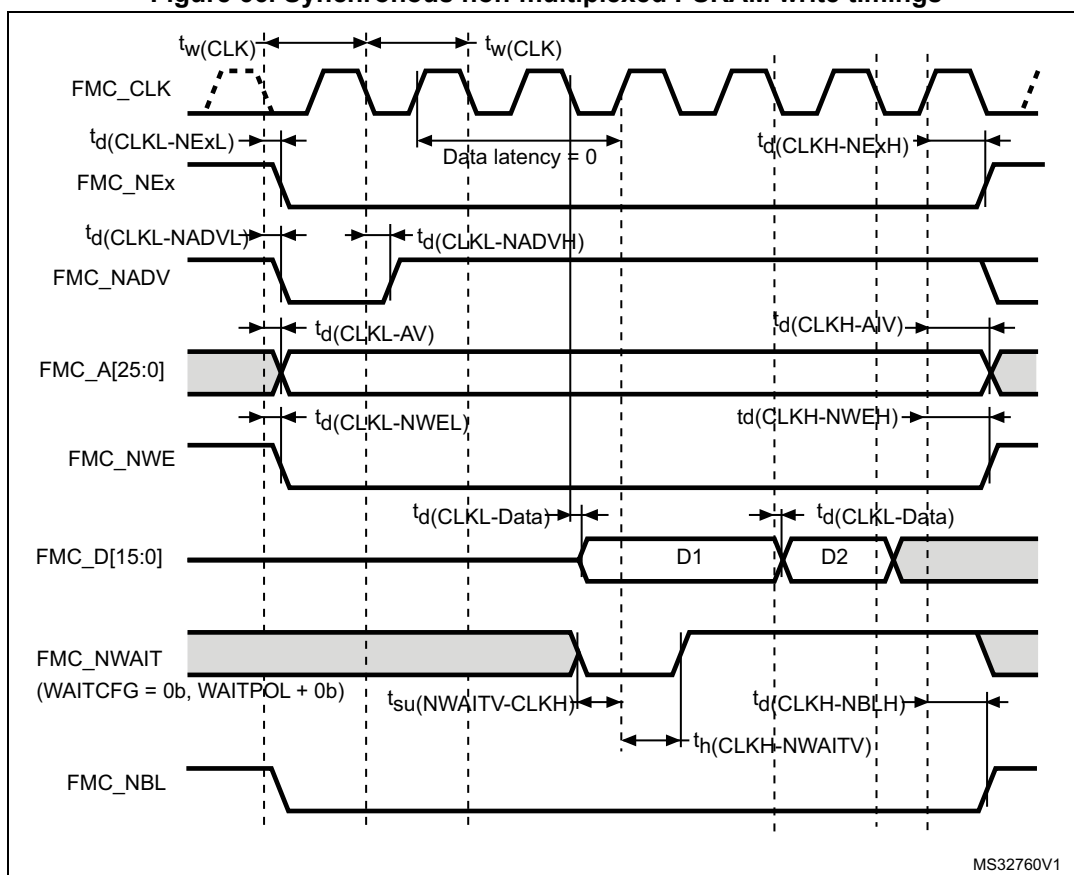 tw(CLK) tw(CLK)
FMC_CLK
td(CLKL-NExL) Data latency = 0 td(CLKH-NExH)
FMC_NEx
td(CLKL-NADVL) td(CLKL-NADVH)
FMC_NADV
td(CLKL-AV) td(CLKH-AIV)
FMC_A[25:0]
td(CLKL-NWEL) td(CLKH-NWEH)
FMC_NWE
td(CLKL-Data) td(CLKL-Data)
FMC_D[15:0] D1 D2
FMC_NWAIT
(WAITCFG = 0b, WAITPOL + 0b)
tsu(NWAITV-CLKH) td(CLKH-NBLH)
th(CLKH-NWAITV)
FMC_NBL
MS32760V1